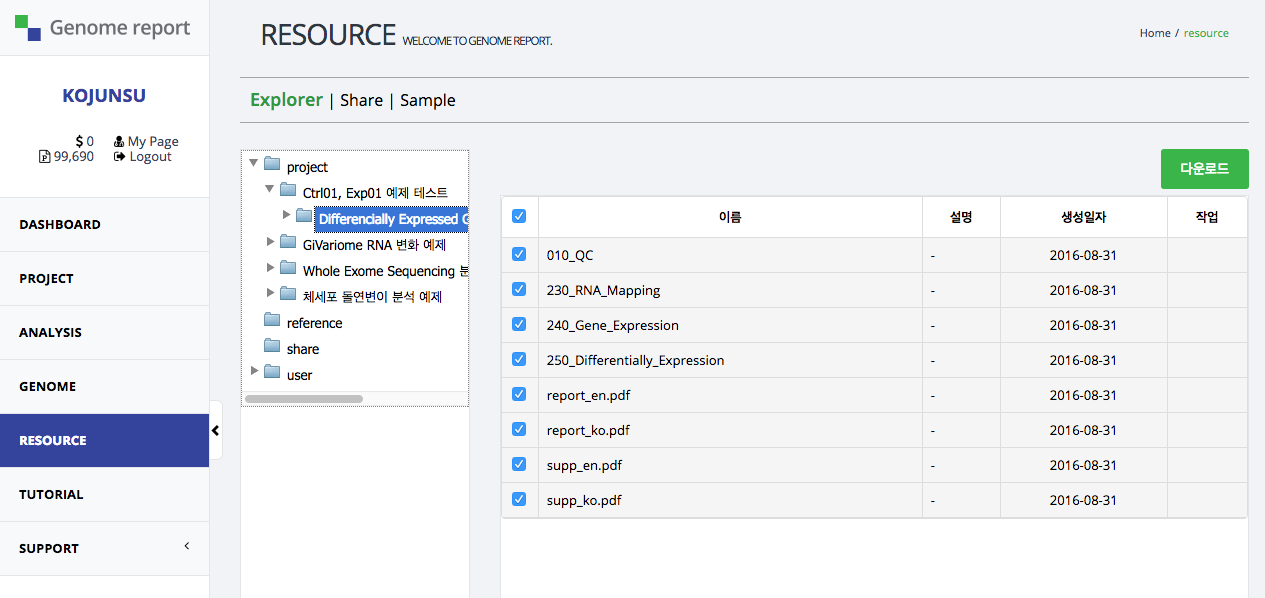 Genome report
KOJUNSU
$ 0
My Page
P 99,690
Logout
DASHBOARD
PROJECT
ANALYSIS
GENOME
RESOURCE
TUTORIAL
SUPPORT
RESOURCE WELCOME TO GENOME REPORT.
Home / resource
Explorer | Share | Sample
project
Ctrl01, Exp01 예제 테스트
Differencially Expressed
GiVariome RNA 변화 예제
Whole Exome Sequencing 분
체세포 돌연변이 분석 예제
reference
share
user
다운로드
이름 설명 생성일자 작업
010_QC - 2016-08-31
230_RNA_Mapping - 2016-08-31
240_Gene_Expression - 2016-08-31
250_Differentially_Expression - 2016-08-31
report_en.pdf - 2016-08-31
report_ko.pdf - 2016-08-31
supp_en.pdf - 2016-08-31
supp_ko.pdf - 2016-08-31